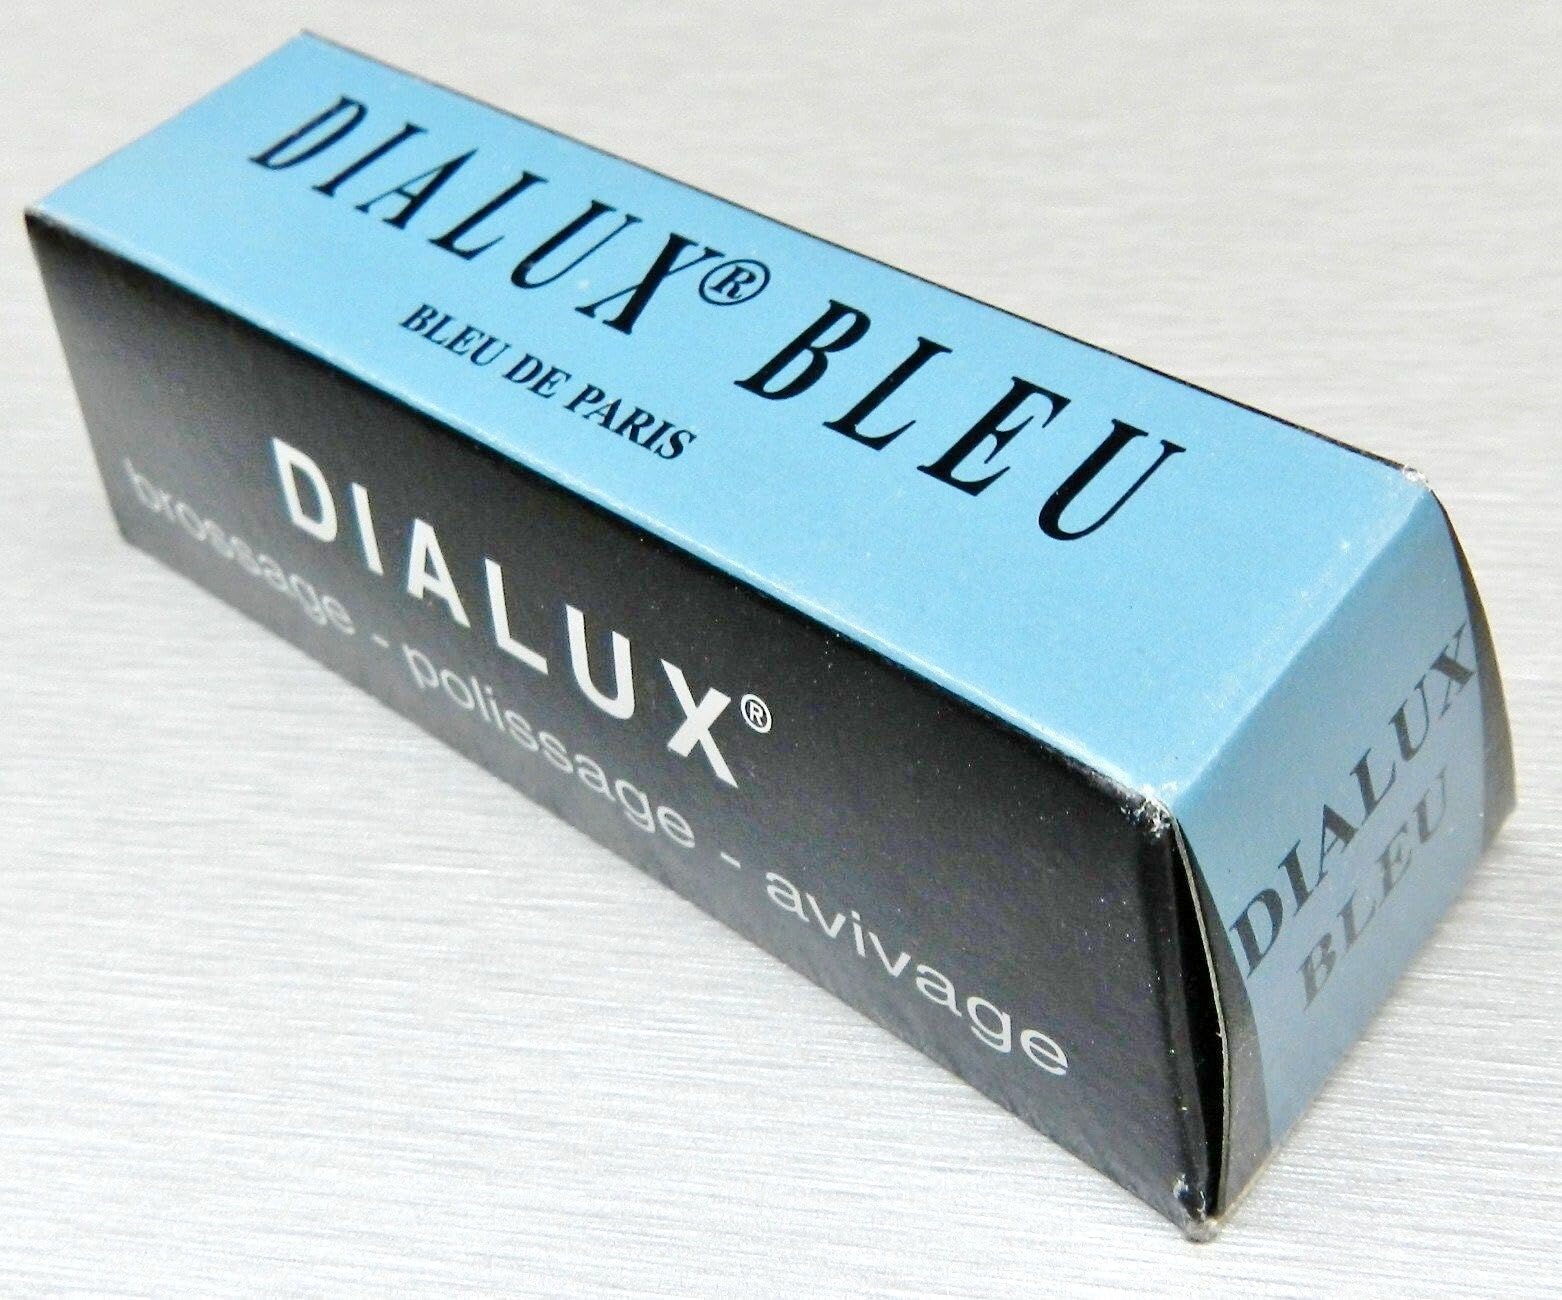 DIALUX® BLEU
BLEU DE PARIS
DIALUX®
brossage - polissage - avivage
DIALUX
BLEU